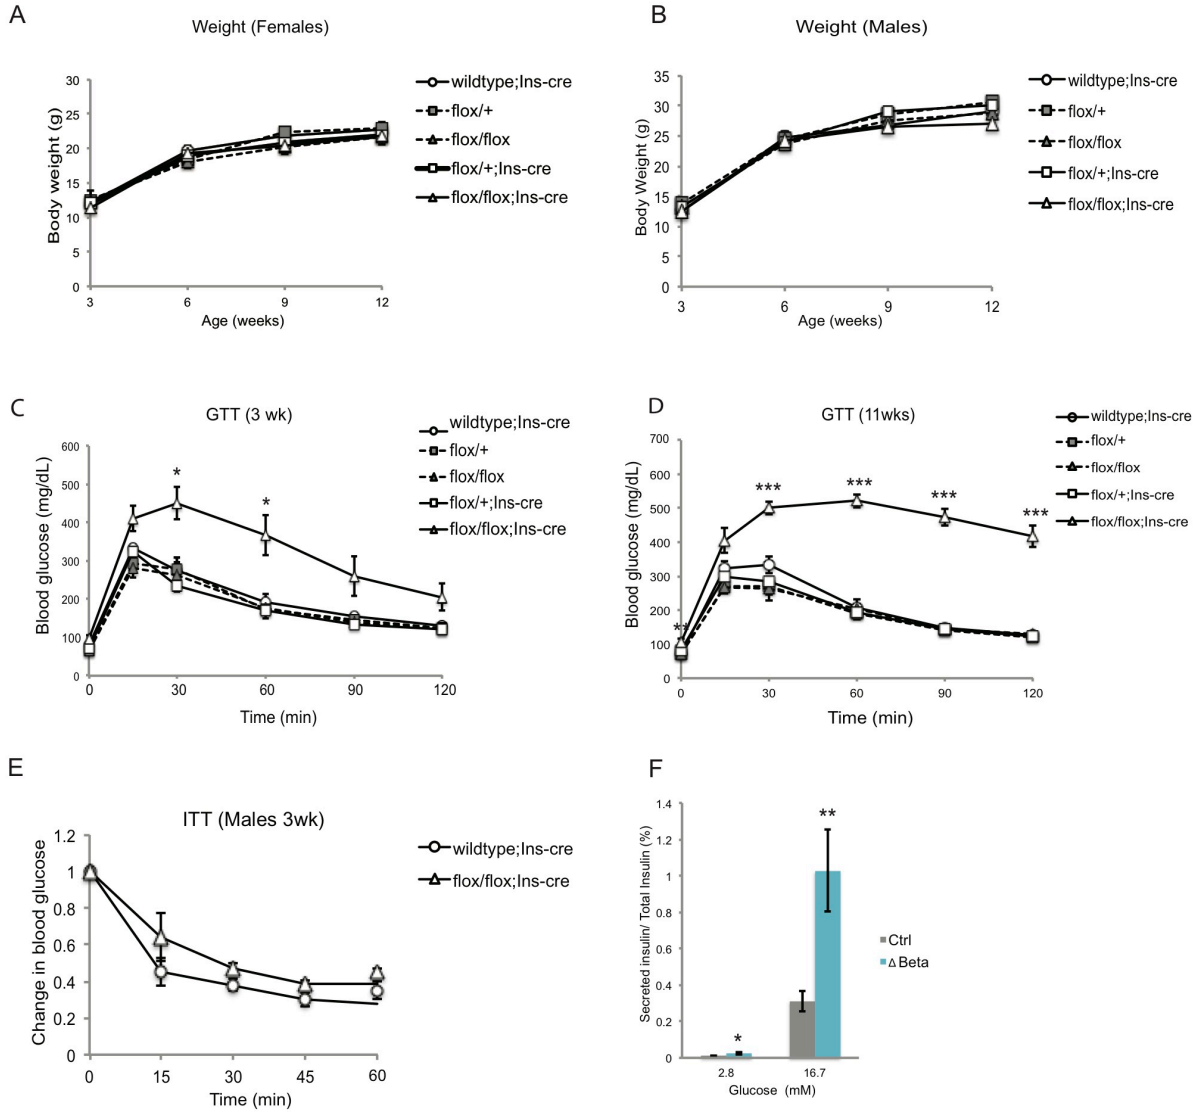 A
Weight (Females)
30
25
20
15
10
5
0
Body weight (g)
3 6 9 12
Age (weeks)
wildtype;Ins-cre
flox/+
flox/flox
flox/+;Ins-cre
flox/flox;Ins-cre
B
Weight (Males)
35
30
25
20
15
10
5
0
Body Weight (g)
3 6 9 12
Age (weeks)
wildtype;Ins-cre
flox/+
flox/flox
flox/+;Ins-cre
flox/flox;Ins-cre
C
GTT (3 wk)
600
500
400
300
200
100
0
Blood glucose (mg/dL)
* *
0 30 60 90 120
Time (min)
wildtype;Ins-cre
flox/+
flox/flox
flox/+;Ins-cre
flox/flox;Ins-cre
D
GTT (11wks)
700
600
500
400
300
200
100
0
Blood glucose (mg/dL)
** *** *** *** ***
0 30 60 90 120
Time (min)
wildtype;Ins-cre
flox/+
flox/flox
flox/+;Ins-cre
flox/flox;Ins-cre
E
ITT (Males 3wk)
1.2
1
0.8
0.6
0.4
0.2
0
Change in blood glucose
0 15 30 45 60
Time (min)
wildtype;Ins-cre
flox/flox;Ins-cre
F
1.4
1.2
1
0.8
0.6
0.4
0.2
0
Secreted insulin/ Total Insulin (%)
* **
2.8 16.7
Glucose (mM)
Ctrl
Δ Beta